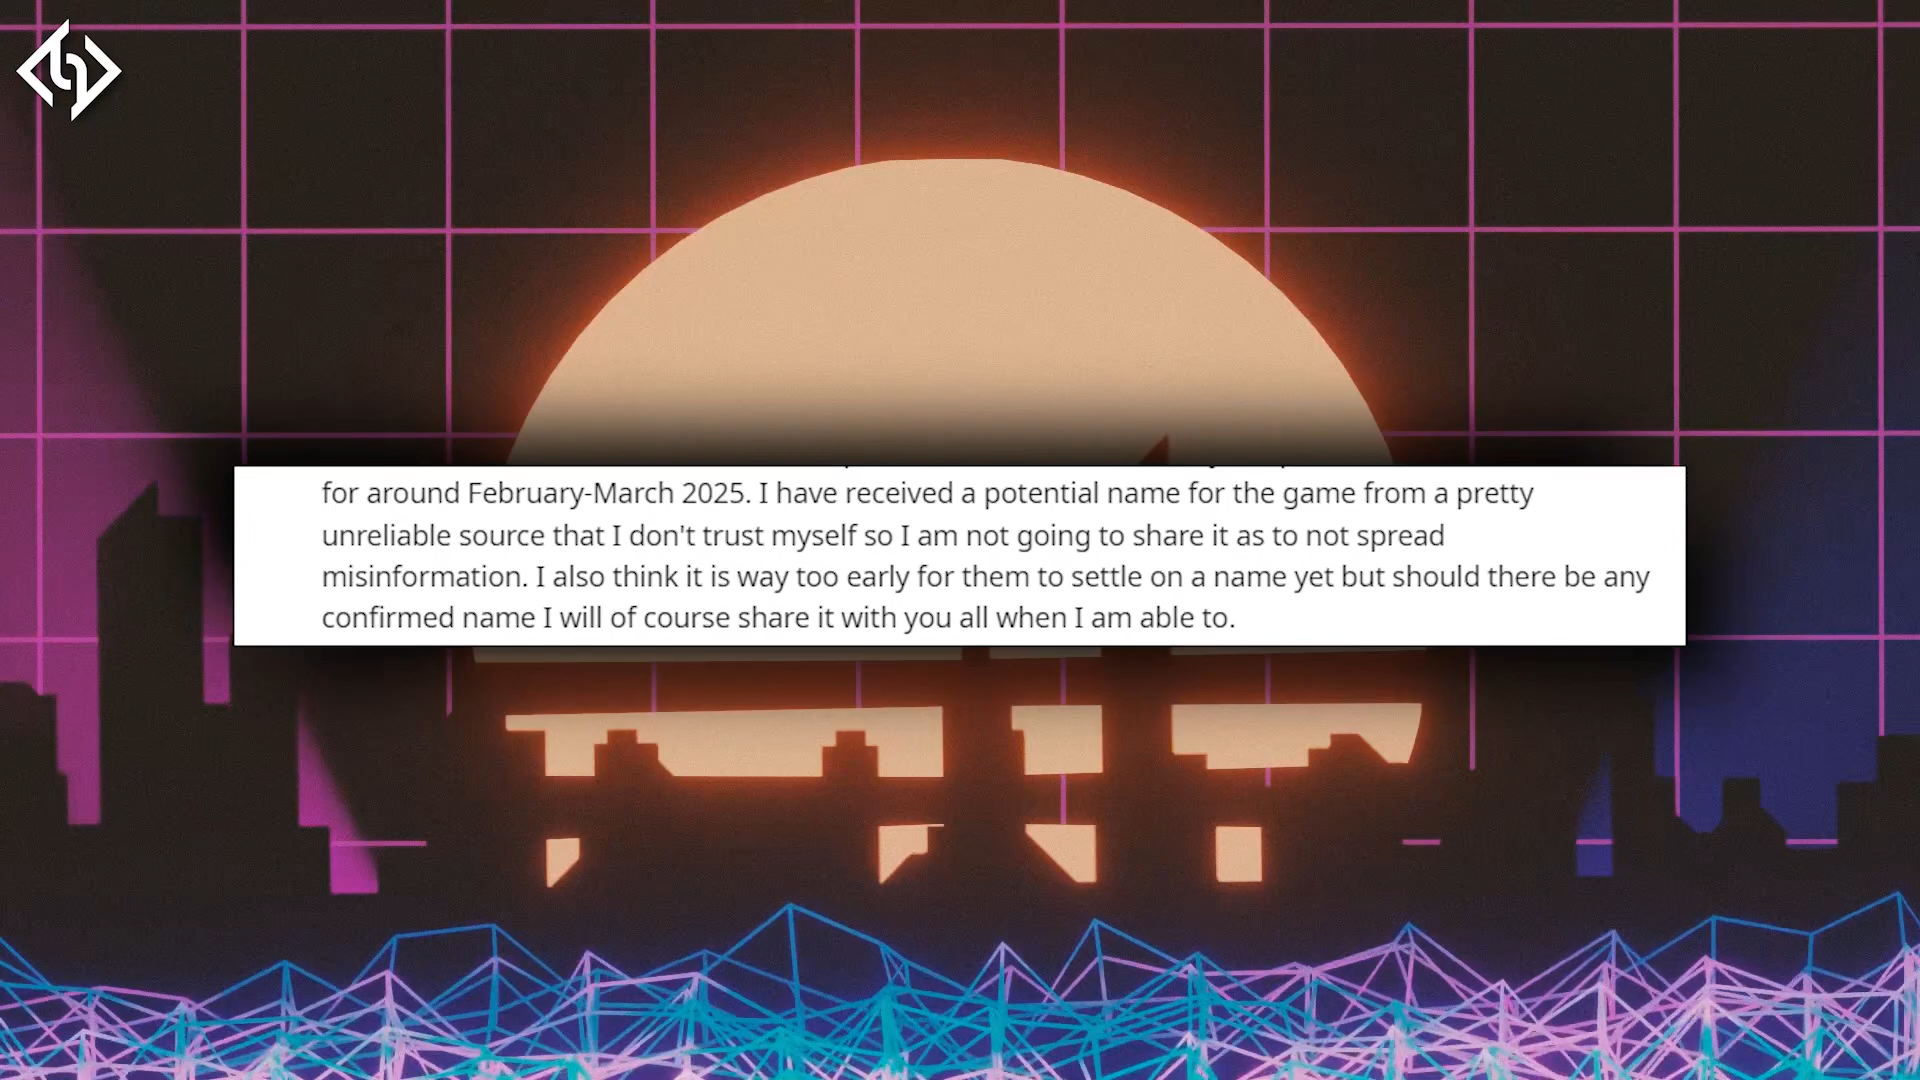 for around February-March 2025. I have received a potential name for the game from a pretty
unreliable source that I don't trust myself so I am not going to share it as to not spread
misinformation. I also think it is way too early for them to settle on a name yet but should there be any
confirmed name I will of course share it with you all when I am able to.